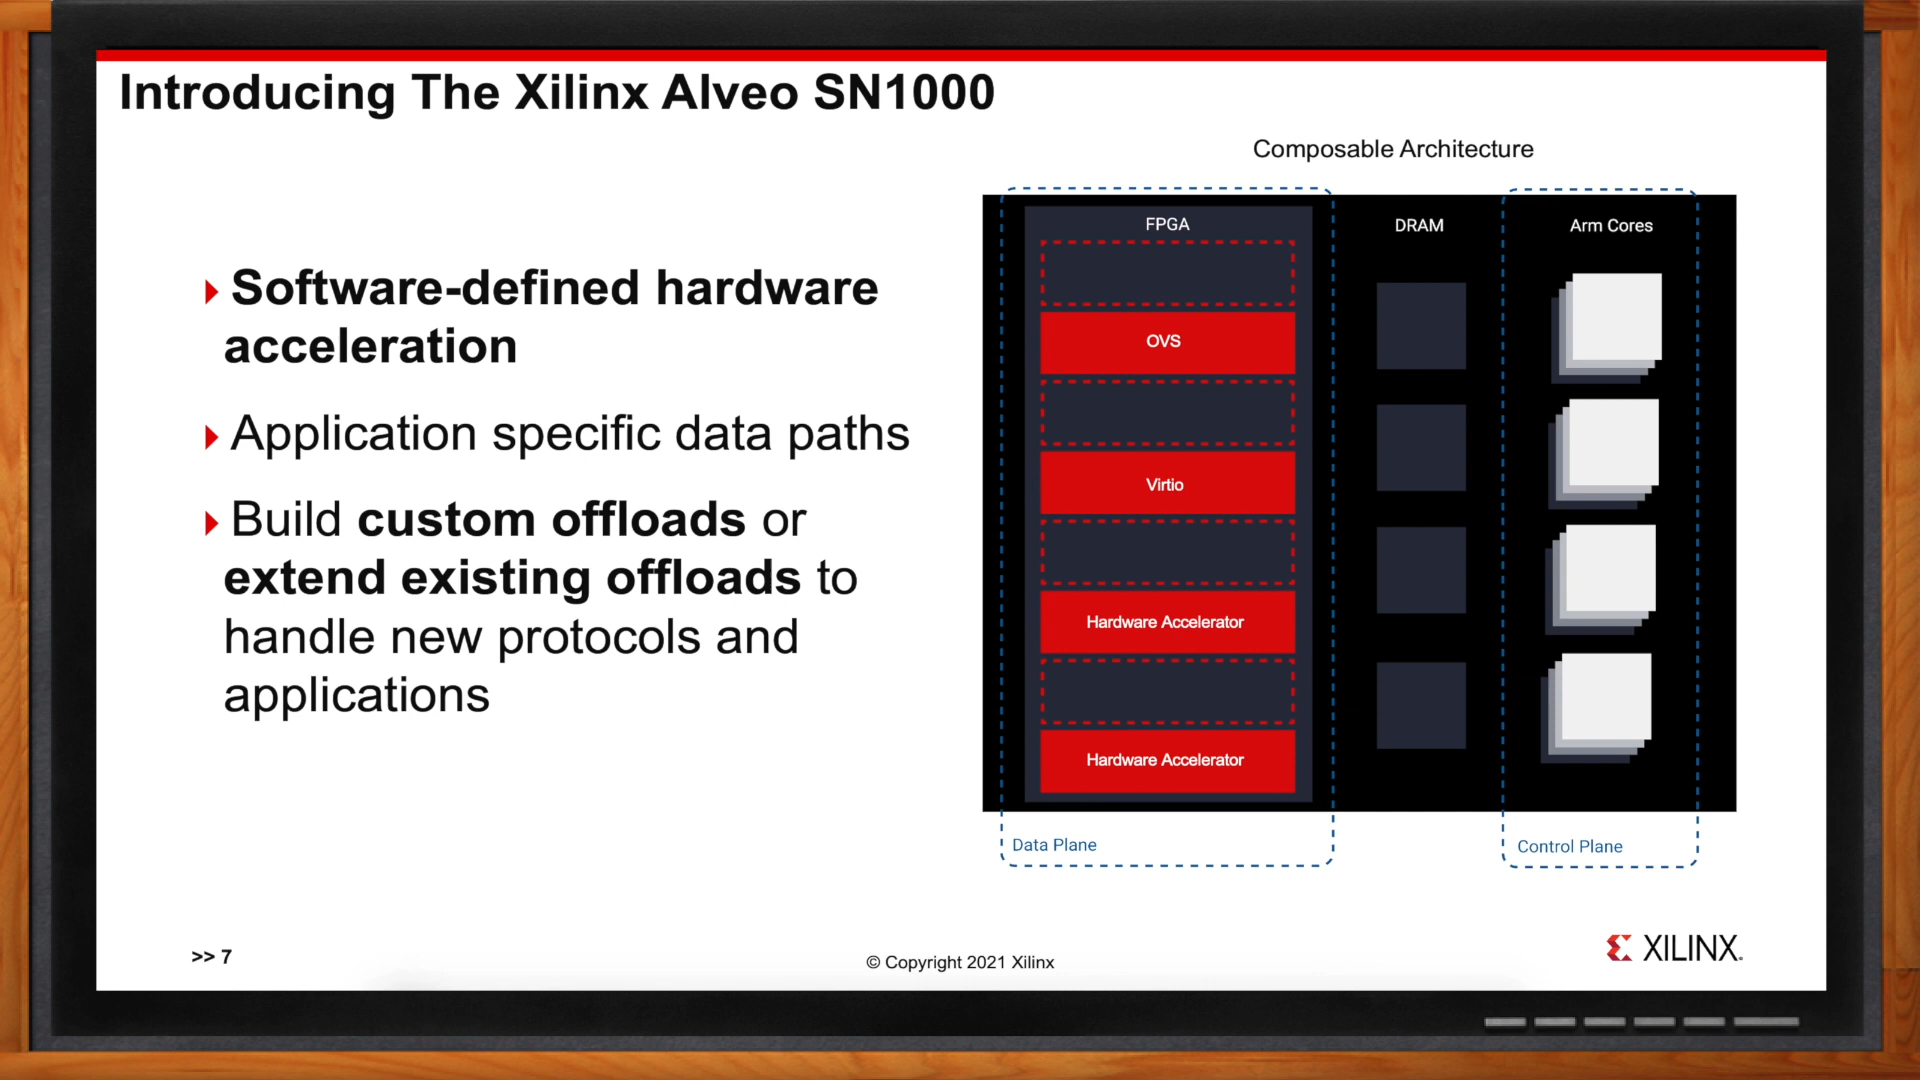 Introducing The Xilinx Alveo SN1000
Composable Architecture
Software-defined hardware
acceleration
Application specific data paths
Build custom offloads or
extend existing offloads to
handle new protocols and
applications
FPGA
OVS
Virtio
Hardware Accelerator
Hardware Accelerator
DRAM
Arm Cores
Data Plane
Control Plane
>> 7
© Copyright 2021 Xilinx
XILINX.